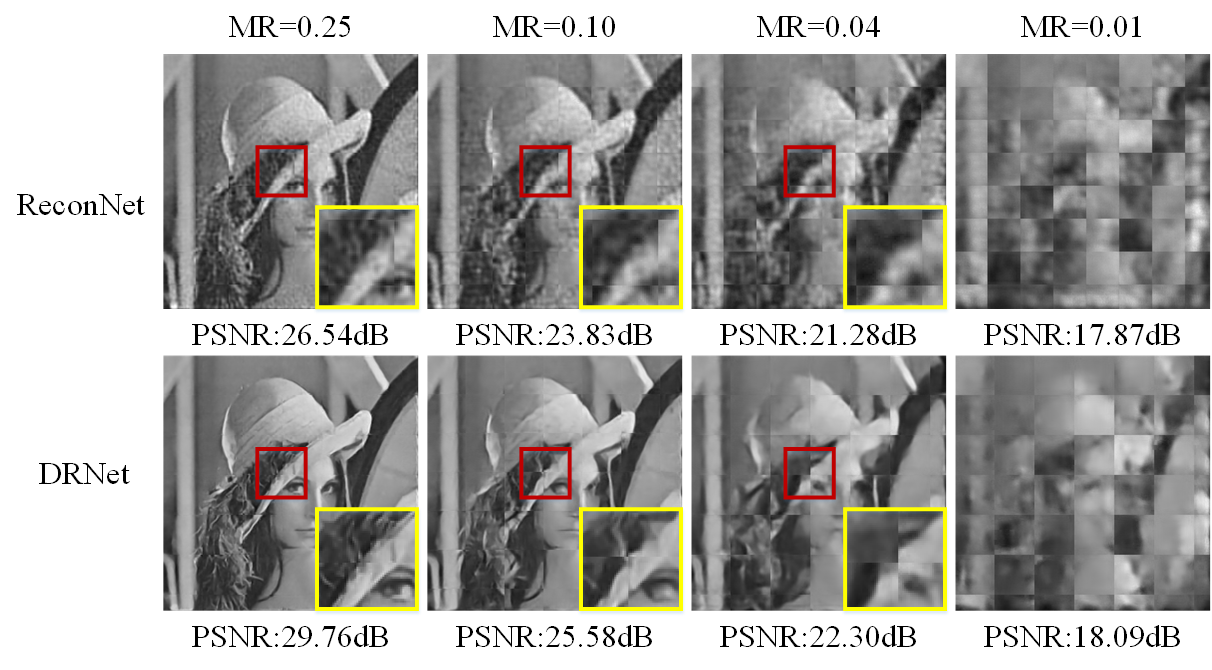 MR=0.25 MR=0.10 MR=0.04 MR=0.01
ReconNet
PSNR:26.54dB PSNR:23.83dB PSNR:21.28dB PSNR:17.87dB
DRNet
PSNR:29.76dB PSNR:25.58dB PSNR:22.30dB PSNR:18.09dB